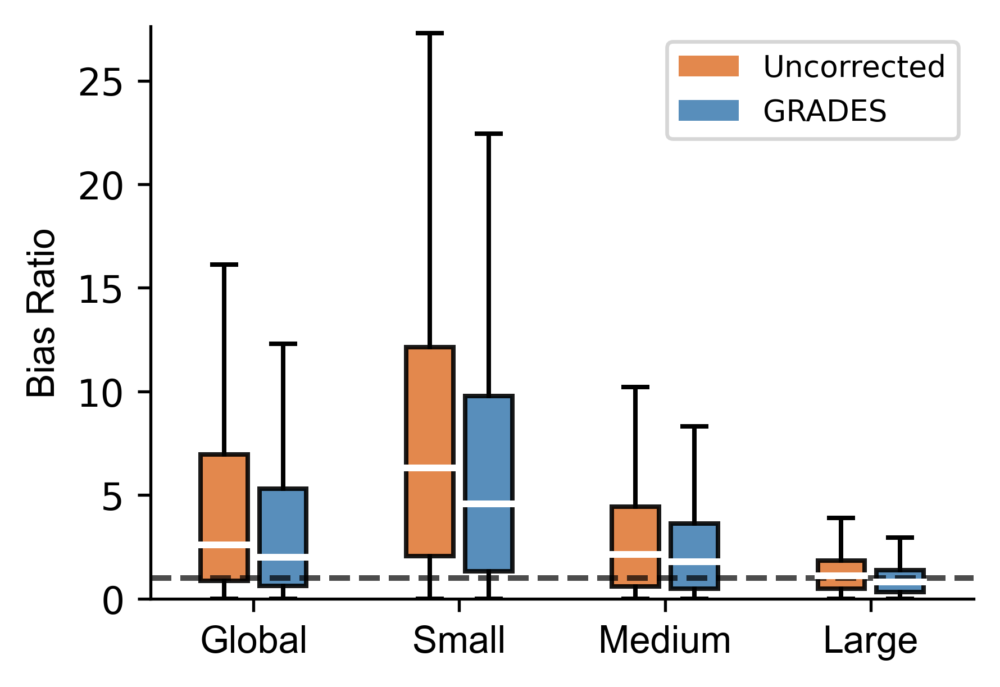 Uncorrected
GRADES
Bias Ratio
25
20
15
10
5
0
Global
Small
Medium
Large